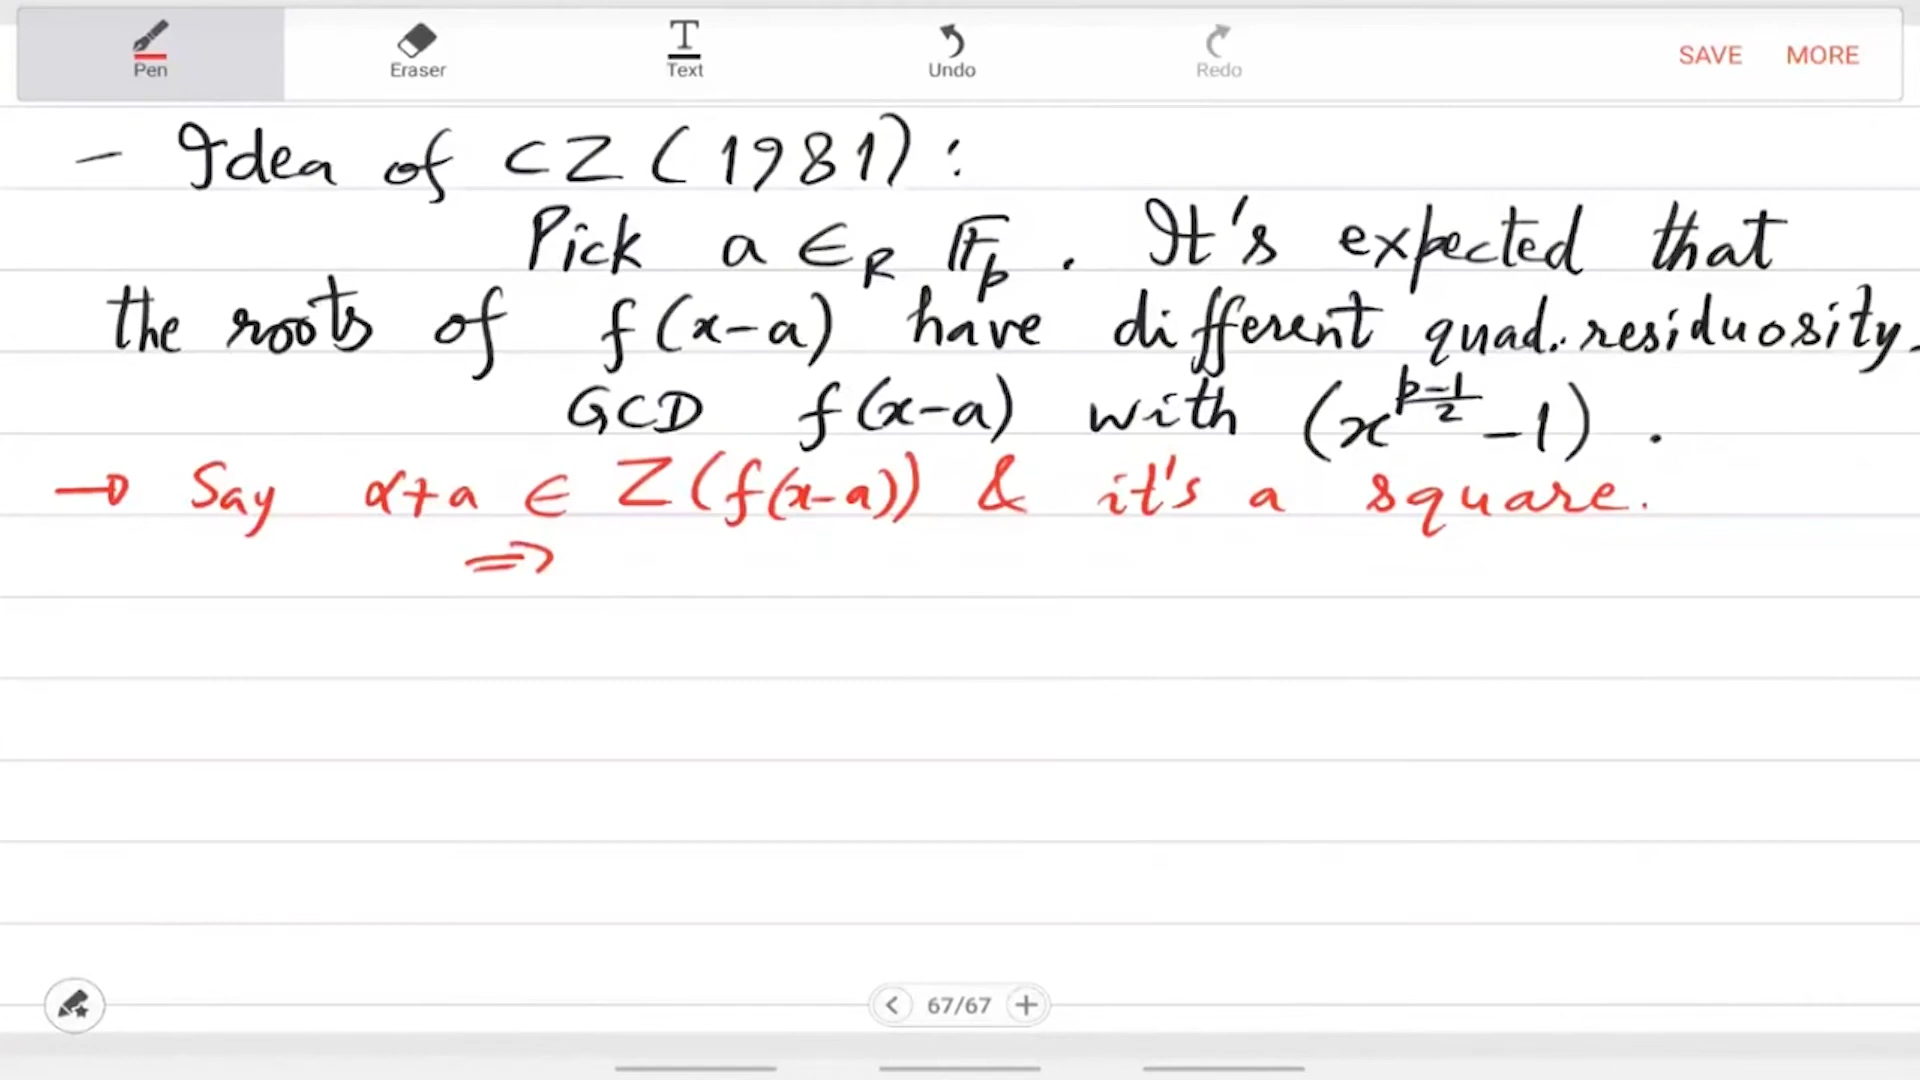 Pen Eraser Text Undo Redo SAVE MORE
- Idea of CZ (1981):
Pick a ∈_R 𝔽_p. It's expected that
the roots of f(x-a) have different quad. residuosity.
GCD f(x-a) with (x^{\frac{p-1}{2}} - 1).
→ Say α+a ∈ Z(f(x-a)) & it's a square.
⇒
67/67